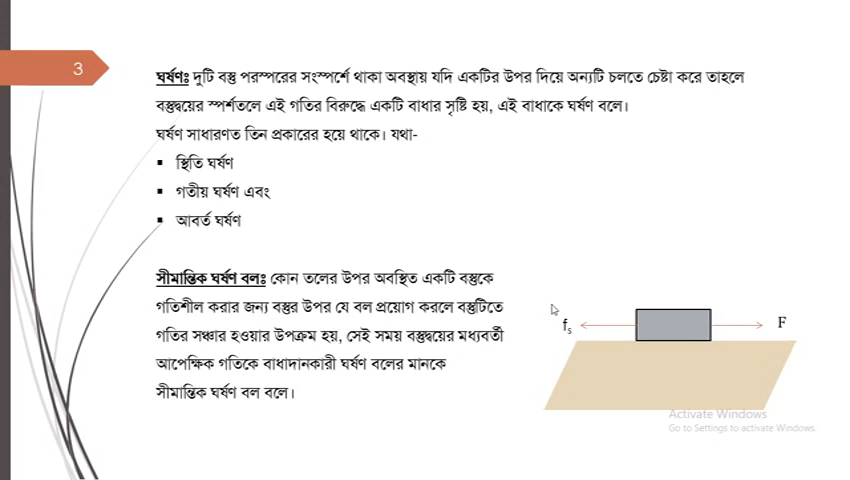 3
ঘর্ষণঃ দুটি বস্তু পরস্পরের সংস্পর্শে থাকা অবস্থায় যদি একটির উপর দিয়ে অন্যটি চলতে চেষ্টা করে তাহলে
বস্তুদ্বয়ের স্পর্শতলে এই গতির বিরুদ্ধে একটি বাধার সৃষ্টি হয়, এই বাধাকে ঘর্ষণ বলে।
ঘর্ষণ সাধারণত তিন প্রকারের হয়ে থাকে। যথা-
▪ স্থিতি ঘর্ষণ
▪ গতীয় ঘর্ষণ এবং
▪ আবর্ত ঘর্ষণ
সীমান্তিক ঘর্ষণ বলঃ কোন তলের উপর অবস্থিত একটি বস্তুকে
গতিশীল করার জন্য বস্তুর উপর যে বল প্রয়োগ করলে বস্তুটিতে
গতির সঞ্চার হওয়ার উপক্রম হয়, সেই সময় বস্তুদ্বয়ের মধ্যবর্তী
আপেক্ষিক গতিকে বাধাদানকারী ঘর্ষণ বলের মানকে
সীমান্তিক ঘর্ষণ বল বলে।
fs F
Activate Windows
Go to Settings to activate Windows.